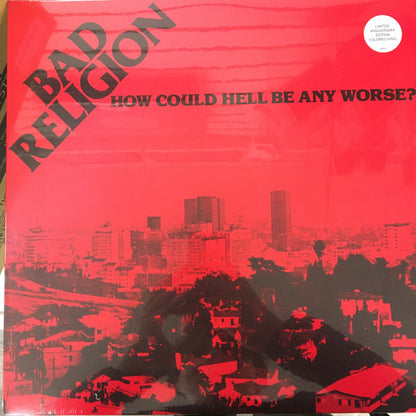 BAD
RELIGION
HOW COULD HELL BE ANY WORSE?
LIMITED
ANNIVERSARY
EDITION
COLORED VINYL